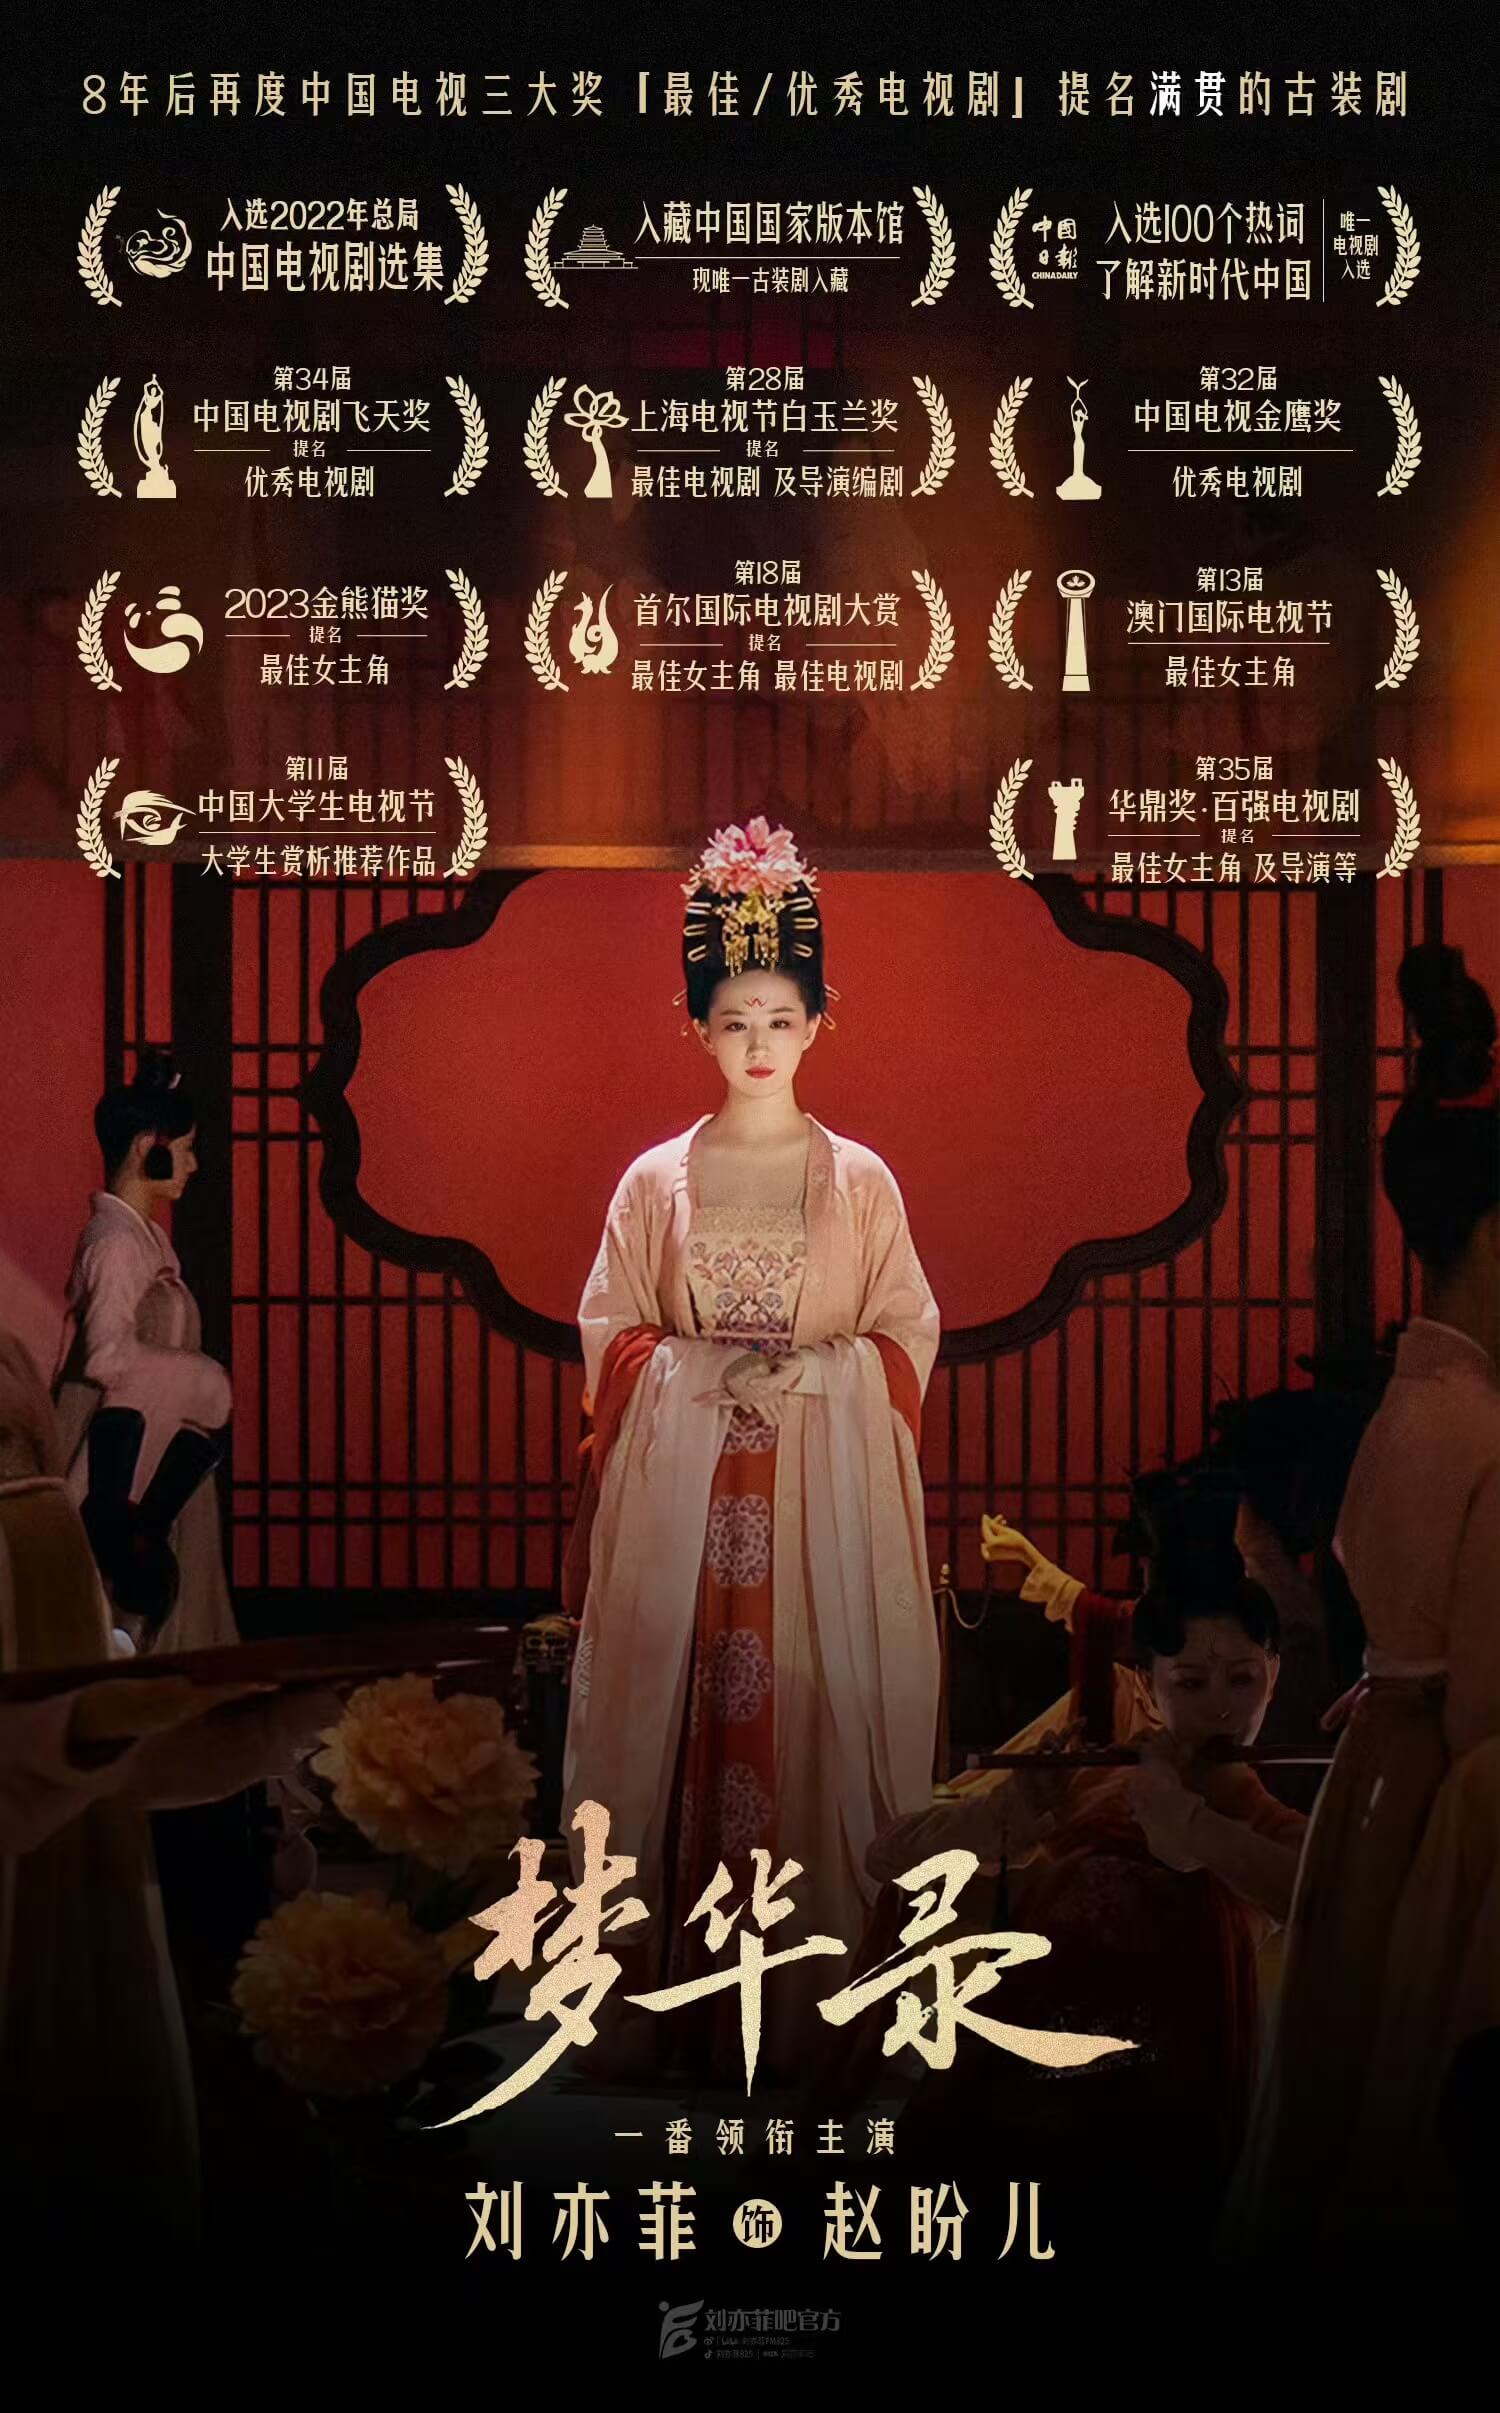 8年后再度中国电视三大奖「最佳/优秀电视剧」提名满贯的古装剧
入选2022年总局
中国电视剧选集
入藏中国国家版本馆
现唯一古装剧入藏
中国日报
CHINADAILY
入选100个热词
了解新时代中国
唯一
电视剧
入选
第34届
中国电视剧飞天奖
提名
优秀电视剧
第28届
上海电视节白玉兰奖
提名
最佳电视剧 及导演编剧
第32届
中国电视金鹰奖
优秀电视剧
2023金熊猫奖
提名
最佳女主角
第18届
首尔国际电视剧大赏
提名
最佳女主角 最佳电视剧
第13届
澳门国际电视节
最佳女主角
第11届
中国大学生电视节
大学生赏析推荐作品
第35届
华鼎奖·百强电视剧
提名
最佳女主角 及导演等
梦华录
一番领衔主演
刘亦菲 饰 赵盼儿
刘亦菲吧官方